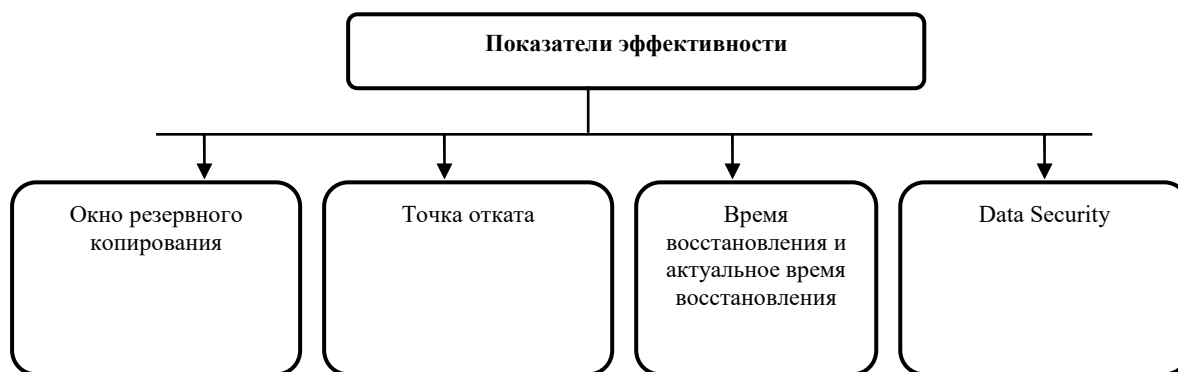 Показатели эффективности
Окно резервного
копирования
Точка отката
Время
восстановления и
актуальное время
восстановления
Data Security